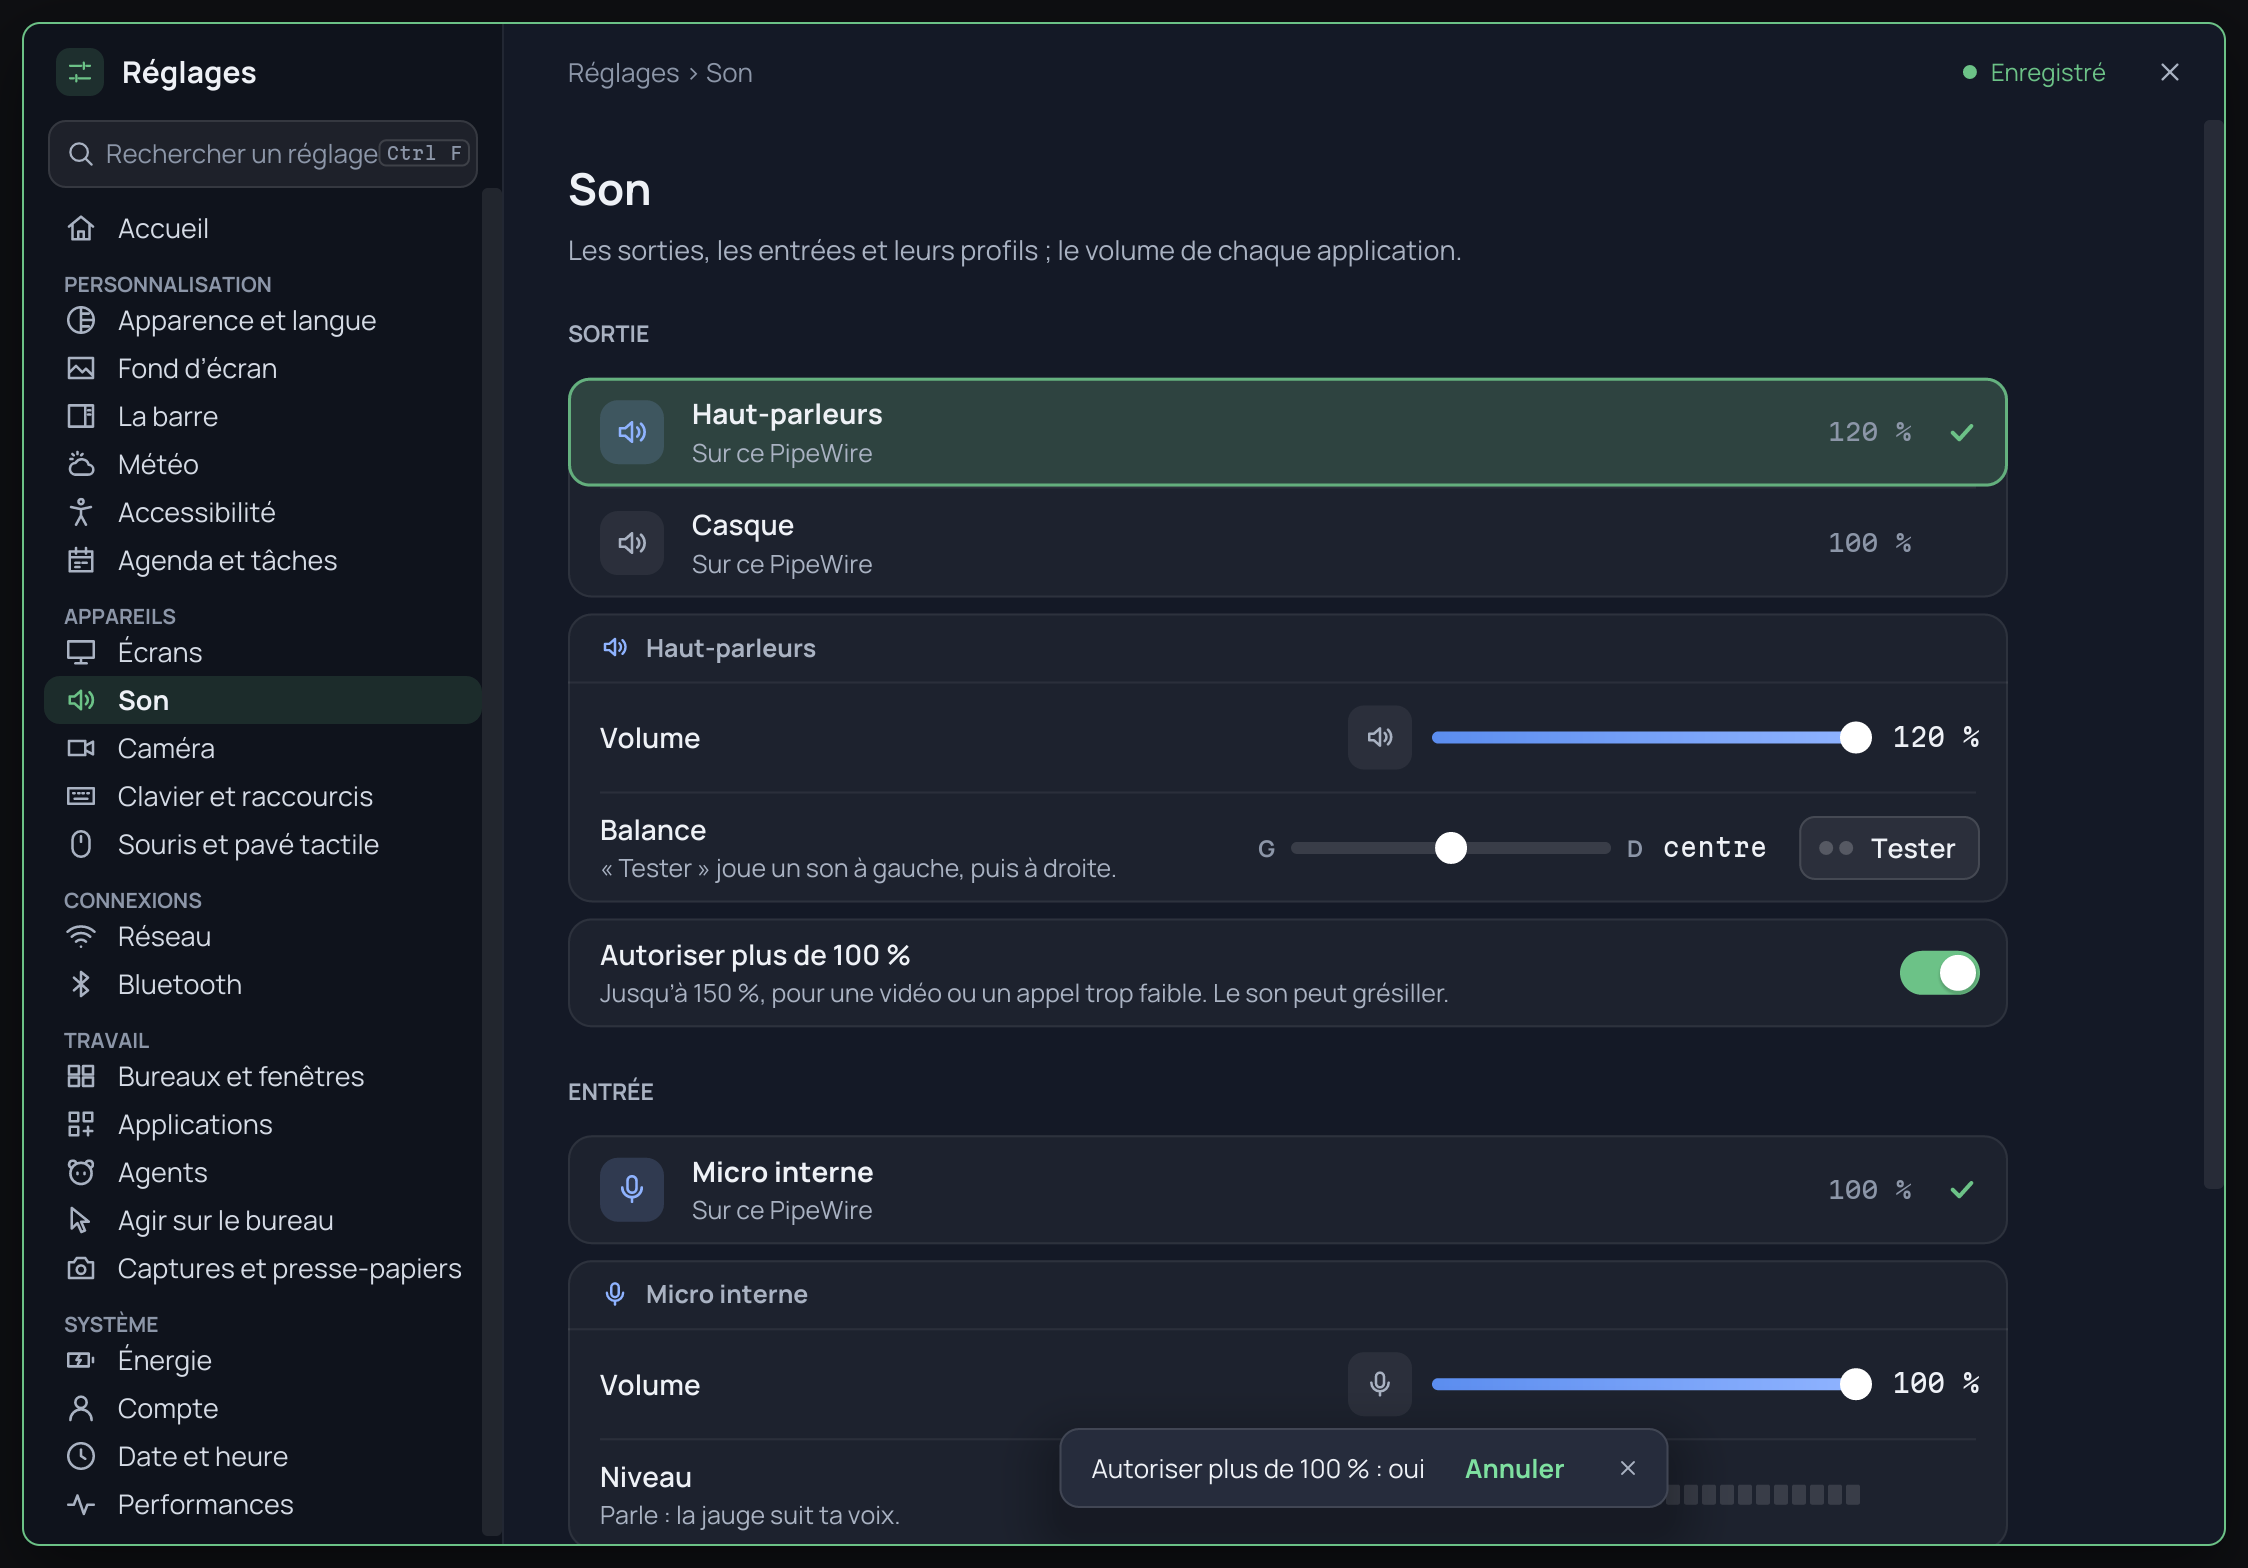 Réglages
Rechercher un réglage Ctrl F
Accueil
PERSONNALISATION
Apparence et langue
Fond d’écran
La barre
Météo
Accessibilité
Agenda et tâches
APPAREILS
Écrans
Son
Caméra
Clavier et raccourcis
Souris et pavé tactile
CONNEXIONS
Réseau
Bluetooth
TRAVAIL
Bureaux et fenêtres
Applications
Agents
Agir sur le bureau
Captures et presse-papiers
SYSTÈME
Énergie
Compte
Date et heure
Performances
Réglages › Son
Enregistré
Son
Les sorties, les entrées et leurs profils ; le volume de chaque application.
SORTIE
Haut-parleurs
Sur ce PipeWire
120 %
Casque
Sur ce PipeWire
100 %
Haut-parleurs
Volume
120 %
Balance
« Tester » joue un son à gauche, puis à droite.
G
D
centre
Tester
Autoriser plus de 100 %
Jusqu’à 150 %, pour une vidéo ou un appel trop faible. Le son peut grésiller.
ENTRÉE
Micro interne
Sur ce PipeWire
100 %
Micro interne
Volume
100 %
Niveau
Parle : la jauge suit ta voix.
Autoriser plus de 100 % : oui
Annuler